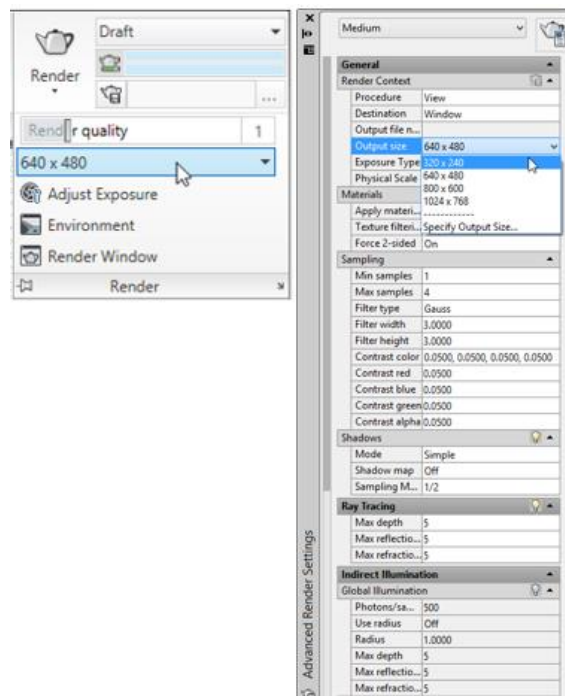 Draft
Render
...
Render quality 1
640 x 480
Adjust Exposure
Environment
Render Window
Render
Medium
General
Render Context
Procedure View
Destination Window
Output file n...
Output size 640 x 480
Exposure Type 320 x 240
Physical Scale 640 x 480
800 x 600
Materials 1024 x 768
Apply materi... ------------
Texture filteri... Specify Output Size...
Force 2-sided On
Sampling
Min samples 1
Max samples 4
Filter type Gauss
Filter width 3.0000
Filter height 3.0000
Contrast color 0.0500, 0.0500, 0.0500, 0.0500
Contrast red 0.0500
Contrast blue 0.0500
Contrast green 0.0500
Contrast alpha 0.0500
Shadows
Mode Simple
Shadow map Off
Sampling M... 1/2
Ray Tracing
Max depth 5
Max reflectio... 5
Max refractio... 5
Indirect Illumination
Global Illumination
Photons/sa... 500
Use radius Off
Radius 1.0000
Max depth 5
Max reflectio... 5
Max refractio... 5
Advanced Render Settings